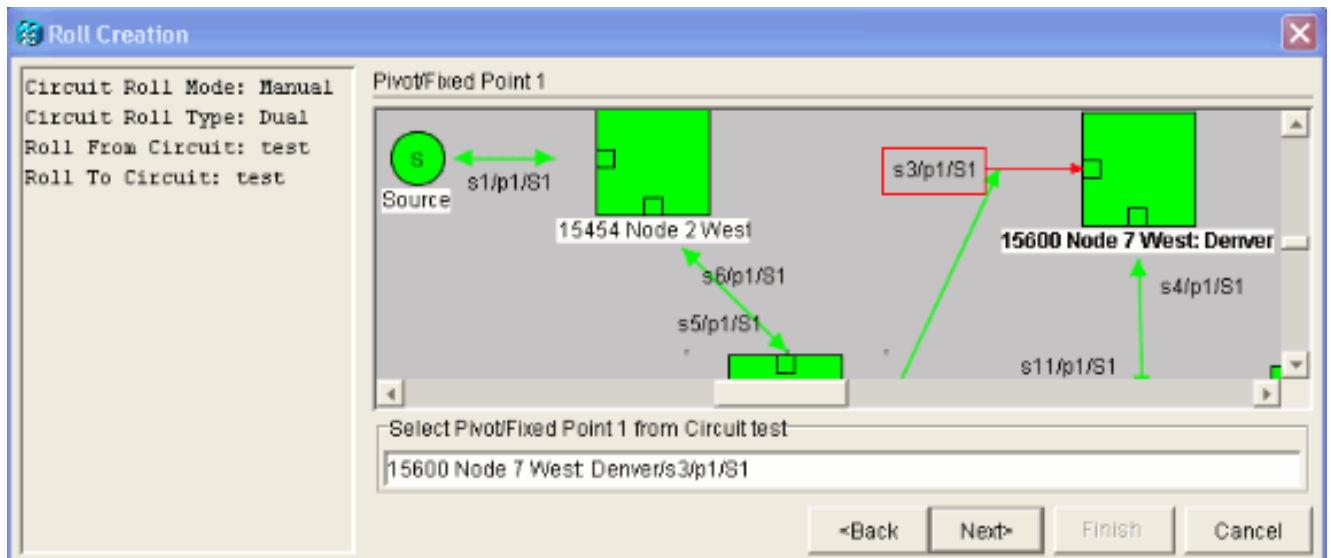 Roll Creation
Circuit Roll Mode: Manual
Circuit Roll Type: Dual
Roll From Circuit: test
Roll To Circuit: test
Pivot/Fixed Point 1
S
s1/p1/S1
Source
15454 Node 2 West
s3/p1/S1
15600 Node 7 West: Denver
s6/p1/S1
s4/p1/S1
s5/p1/S1
s11/p1/S1
Select Pivot/Fixed Point 1 from Circuit test
15600 Node 7 West: Denver/s3/p1/S1
<Back
Next>
Finish
Cancel